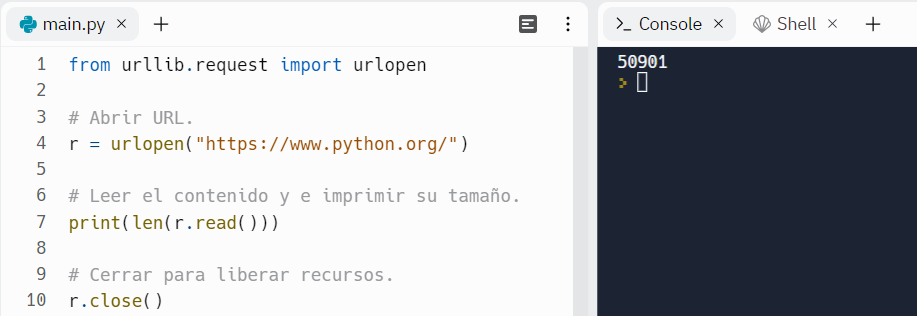 main.py
1 from urllib.request import urlopen
2
3 # Abrir URL.
4 r = urlopen("https://www.python.org/")
5
6 # Leer el contenido y e imprimir su tamaño.
7 print(len(r.read()))
8
9 # Cerrar para liberar recursos.
10 r.close()
Console
Shell
50901
>